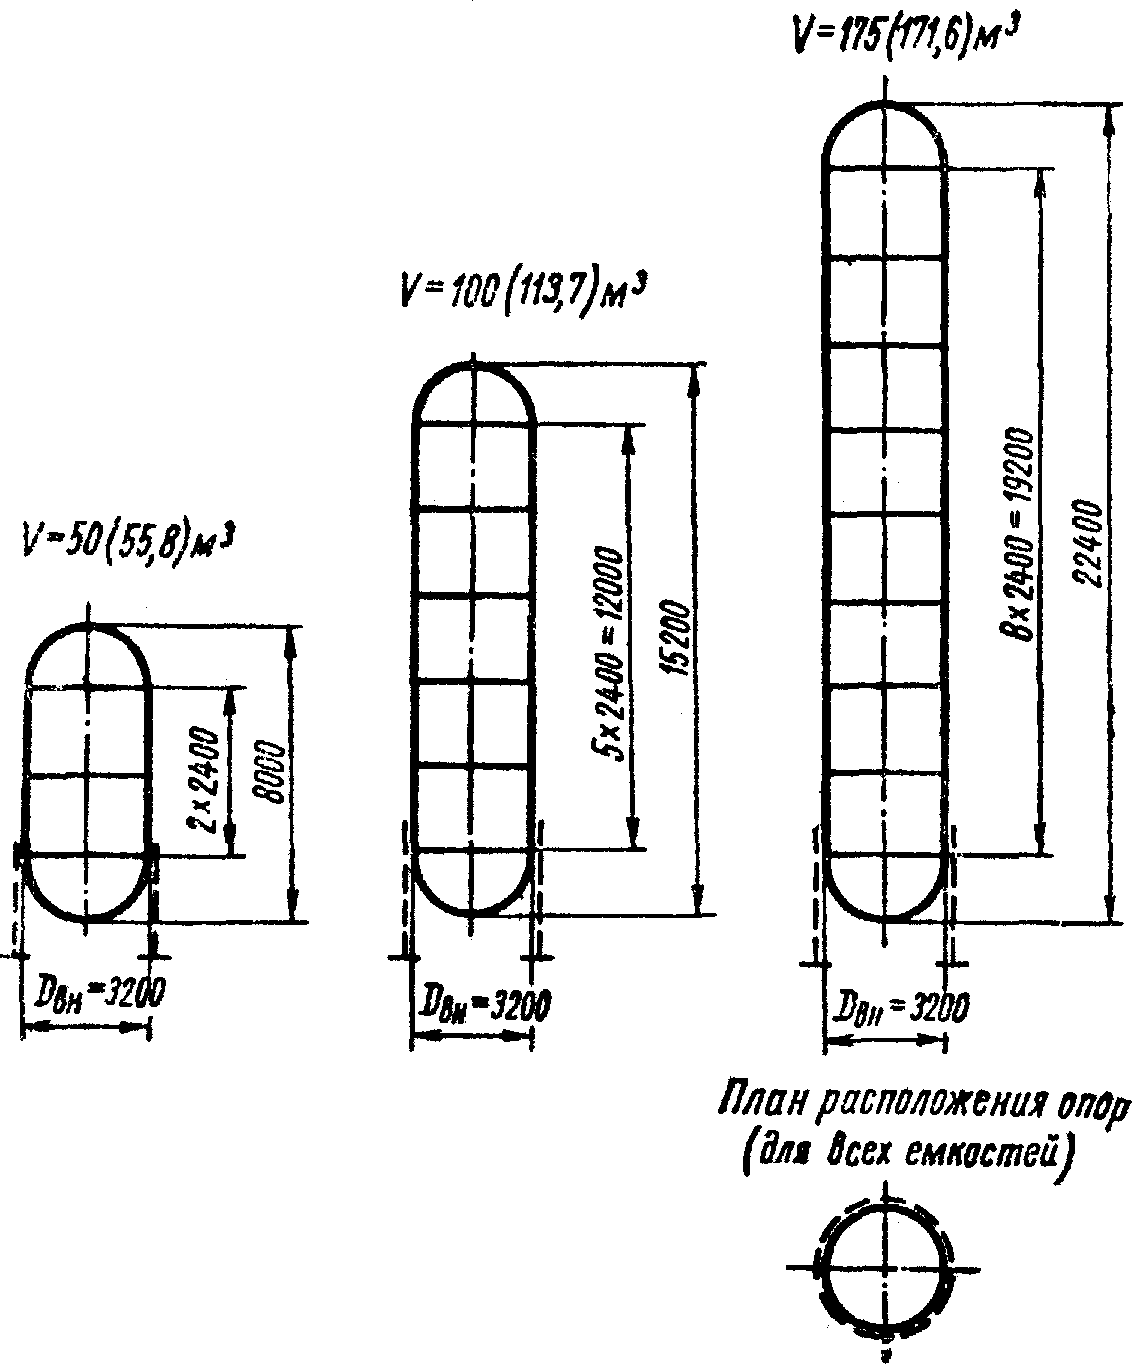 V=175(171,6)м³
V=100(113,7)м³
V=50(55,8)м³
2×2400
8000
5×2400=12000
15200
8×2400=19200
22400
Dвн=3200
Dвн=3200
Dвн=3200
План расположения опор
(для всех емкостей)